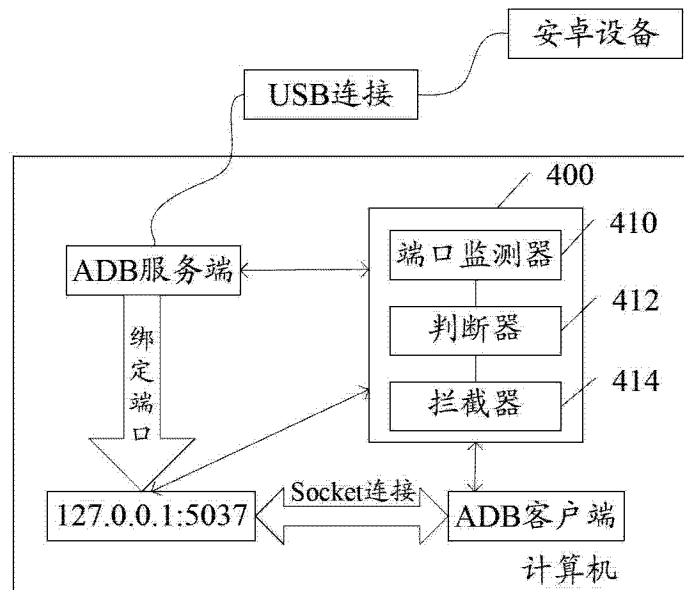 安卓设备
USB连接
400
410
端口监测器
ADB服务端
412
判断器
绑定端口
414
拦截器
Socket连接
127.0.0.1:5037
ADB客户端
计算机